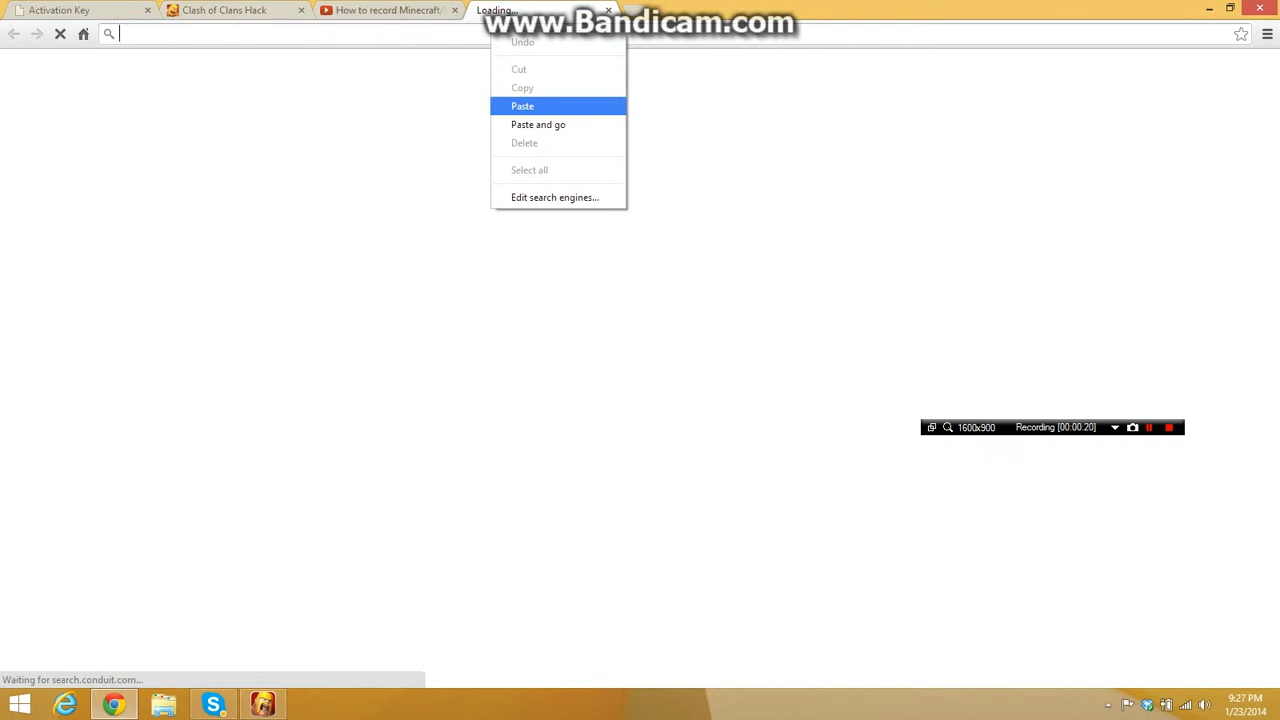 Activation Key
Clash of Clans Hack
How to record Minecraft/
Loading...
www.Bandicam.com
Undo
Cut
Copy
Paste
Paste and go
Delete
Select all
Edit search engines...
1600x900 Recording [00:00:20]
Waiting for search.conduit.com...
9:27 PM
1/23/2014